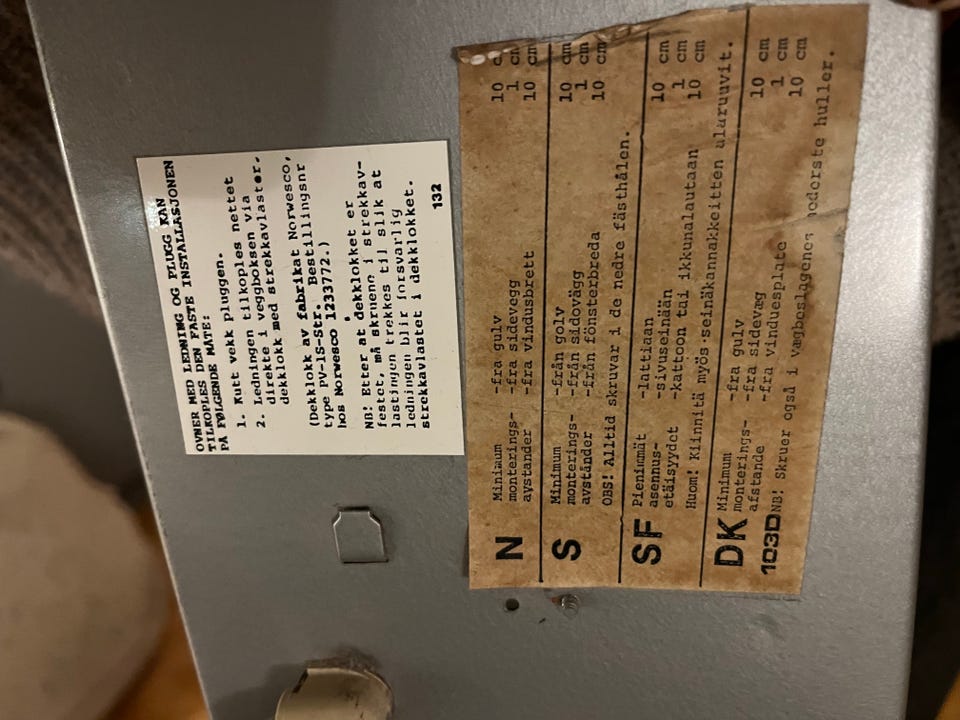 OVNER MED LEDNING OG PLUGG KAN
TILKOPLES DEN FASTE INSTALLASJONEN
PÅ FØLGENDE MÅTE:
1. Kutt vekk pluggen.
2. Ledningen tilkoples nettet
direkte i veggboksen via
dekklokk med strekkavlaster.
(Dekklokk av fabrikat Norwesco,
type PV-1S-Str. Bestillingsnr
hos Norwesco 1233772.)
NB! Etter at dekklokket er
festet, må skruene i strekkav-
lastingen trekkes til slik at
ledningen blir forsvarlig
strekkavlastet i dekklokket.
132
N Minimum -fra gulv 10 cm
monterings- -fra sidevegg 1 cm
avstander -fra vindusbrett 10 cm
S Minimum -från golv 10 cm
monterings- -från sidovägg 1 cm
avstånder -från fönsterbreda 10 cm
OBS! Alltid skruvar i de nedre fästhålen.
SF Pienimmät -lattiaan 10 cm
asennus- -sivuseinään 1 cm
etäisyydet -kattoon tai ikkunalautaan 10 cm
Huom! Kiinnitä myös seinäkannakkeitten alaruuvit.
DK Minimum -fra gulv 10 cm
monterings- -fra sidevæg 1 cm
afstande -fra vinduesplate 10 cm
103D NB! Skruer også i vægbeslagenes nederste huller.